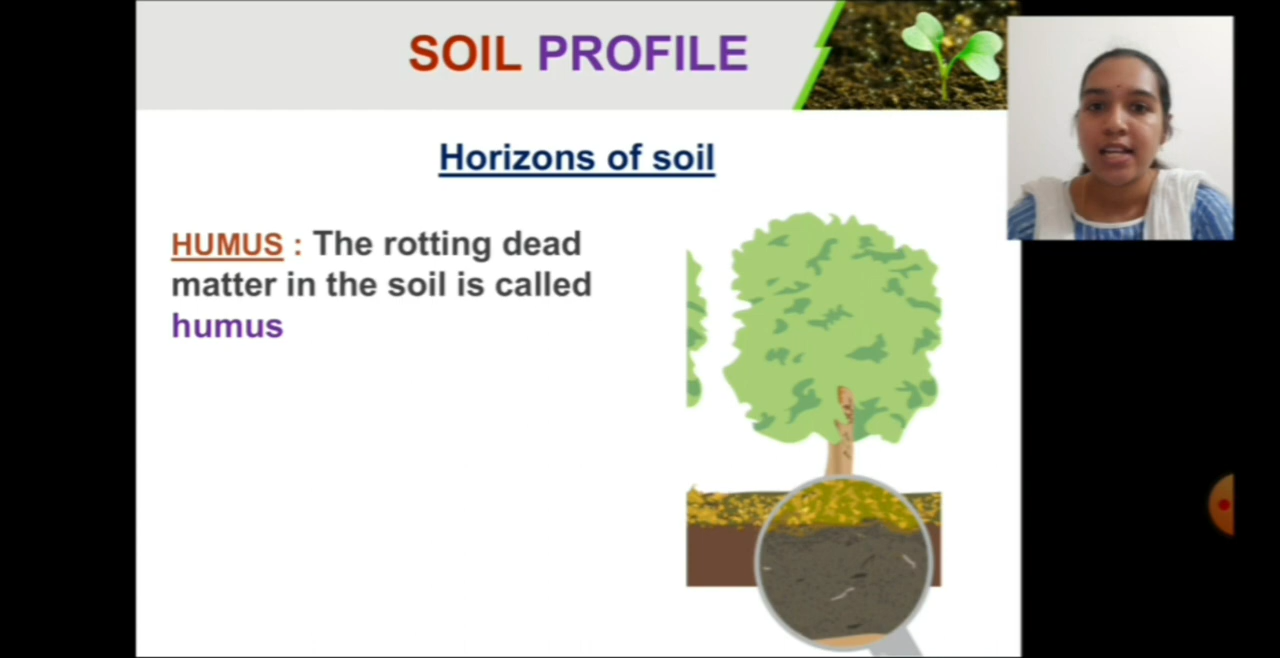 SOIL PROFILE
Horizons of soil
HUMUS : The rotting dead
matter in the soil is called
humus